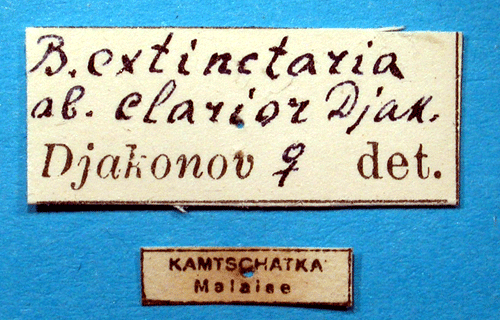 B. extinctaria
ab. clarior Djak.
Djakonov ♀ det.
KAMTSCHATKA
Malaise